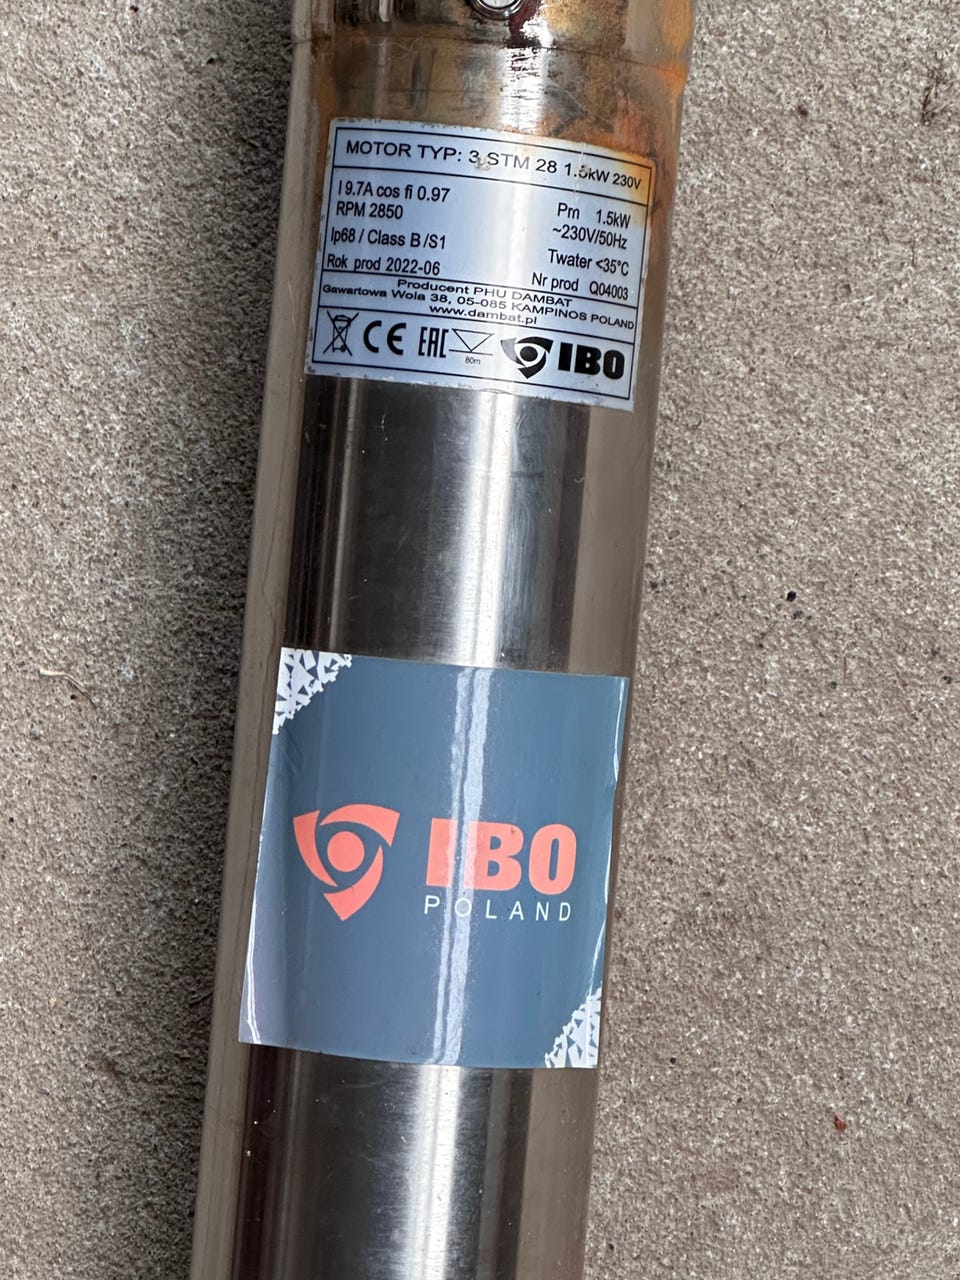 MOTOR TYP: 3 STM 28 1.5kW 230V
I 9.7A cos fi 0.97
Pm 1.5kW
RPM 2850
~230V/50Hz
Ip68 / Class B /S1
Twater <35°C
Rok prod 2022-06
Nr prod Q04003
Producent PHU DAMBAT
Gawartowa Wola 38, 05-085 KAMPINOS POLAND
www.dambat.pl
CE EAC 80m IBO
IBO
POLAND